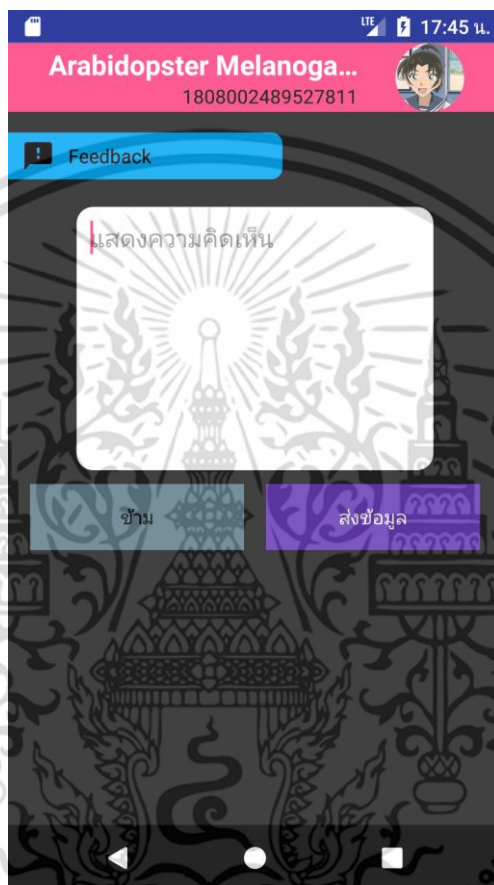 LTE 17:45 น.
Arabidopster Melanoga...
1808002489527811
Feedback
แสดงความคิดเห็น
ข้าม ส่งข้อมูล